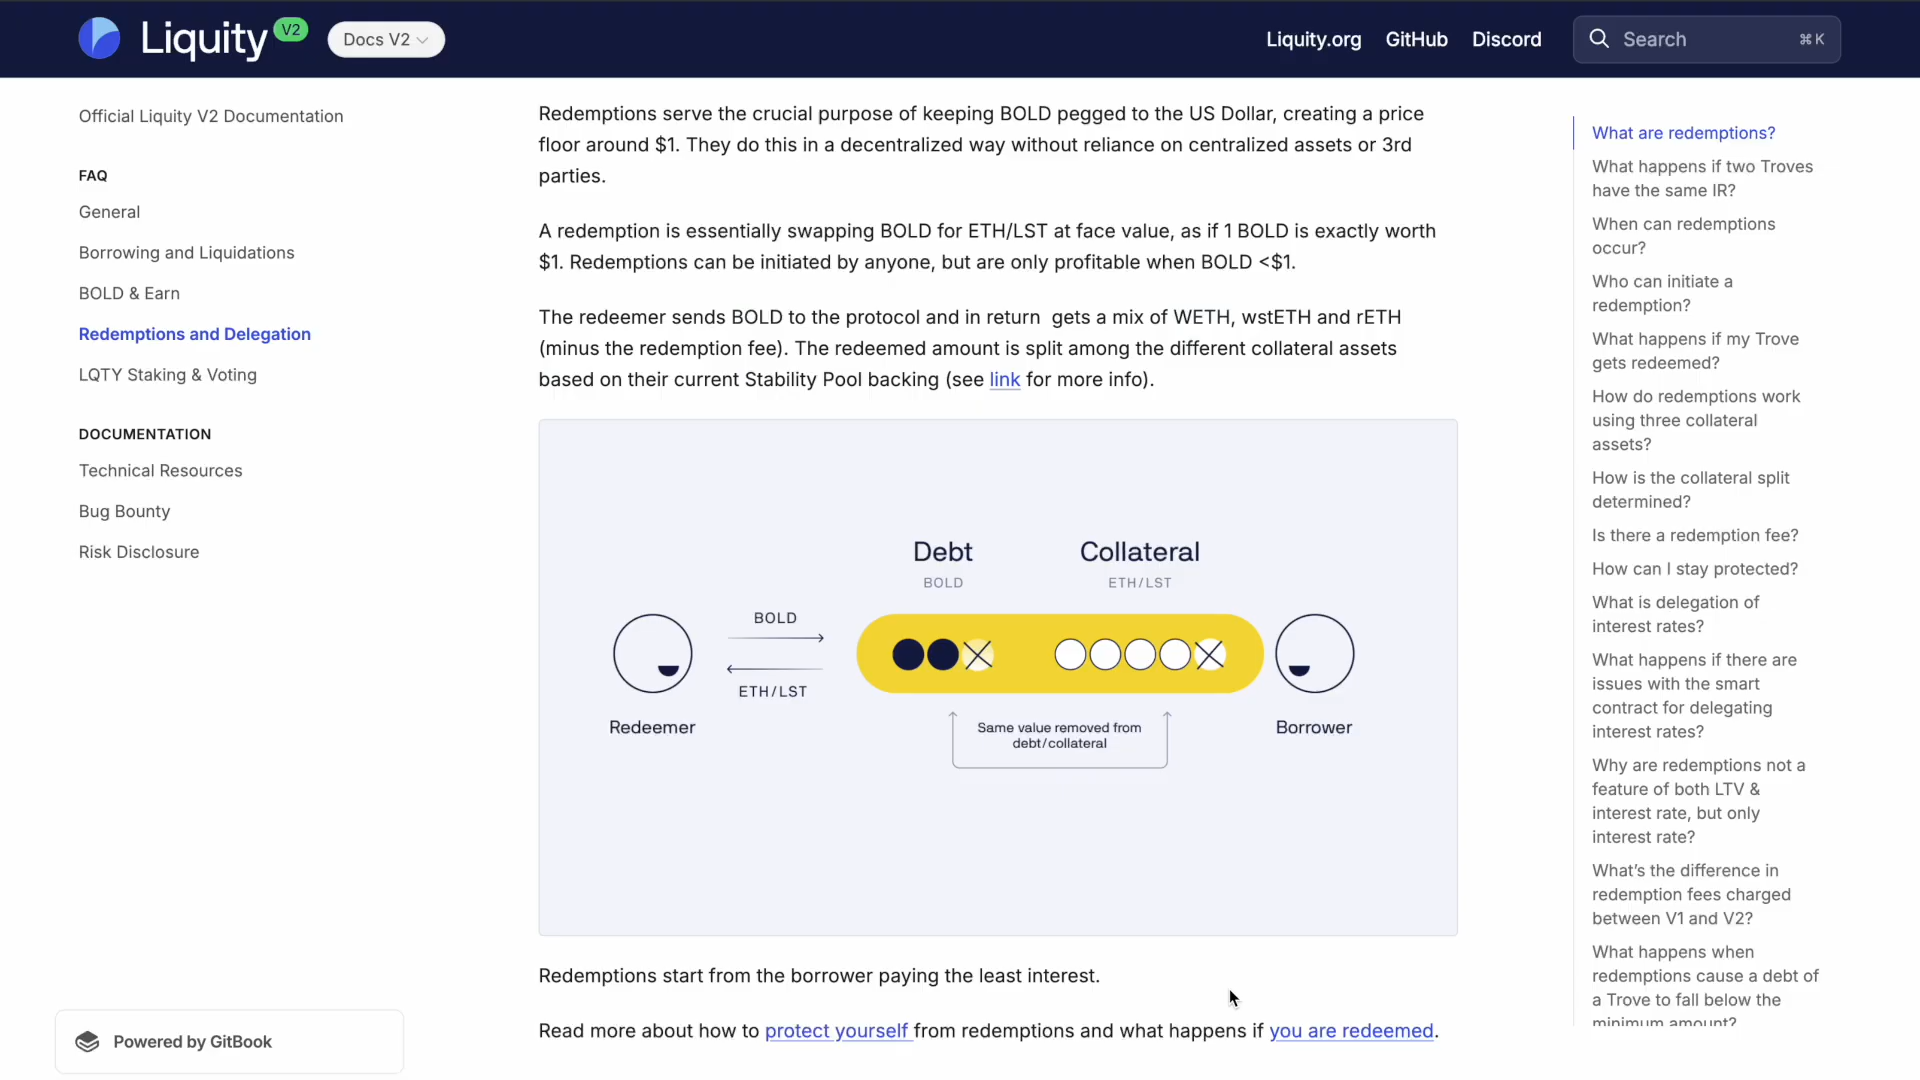 Liquity V2
Docs V2
Liquity.org
GitHub
Discord
Search
⌘ K
Official Liquity V2 Documentation
FAQ
General
Borrowing and Liquidations
BOLD & Earn
Redemptions and Delegation
LQTY Staking & Voting
DOCUMENTATION
Technical Resources
Bug Bounty
Risk Disclosure
Powered by GitBook
Redemptions serve the crucial purpose of keeping BOLD pegged to the US Dollar, creating a price
floor around $1. They do this in a decentralized way without reliance on centralized assets or 3rd
parties.
A redemption is essentially swapping BOLD for ETH/LST at face value, as if 1 BOLD is exactly worth
$1. Redemptions can be initiated by anyone, but are only profitable when BOLD <$1.
The redeemer sends BOLD to the protocol and in return  gets a mix of WETH, wstETH and rETH
(minus the redemption fee). The redeemed amount is split among the different collateral assets
based on their current Stability Pool backing (see link for more info).
Debt
BOLD
Collateral
ETH/LST
BOLD
ETH/LST
Redeemer
Same value removed from
debt/collateral
Borrower
Redemptions start from the borrower paying the least interest.
Read more about how to protect yourself from redemptions and what happens if you are redeemed.
What are redemptions?
What happens if two Troves
have the same IR?
When can redemptions
occur?
Who can initiate a
redemption?
What happens if my Trove
gets redeemed?
How do redemptions work
using three collateral
assets?
How is the collateral split
determined?
Is there a redemption fee?
How can I stay protected?
What is delegation of
interest rates?
What happens if there are
issues with the smart
contract for delegating
interest rates?
Why are redemptions not a
feature of both LTV &
interest rate, but only
interest rate?
What's the difference in
redemption fees charged
between V1 and V2?
What happens when
redemptions cause a debt of
a Trove to fall below the
minimum amount?